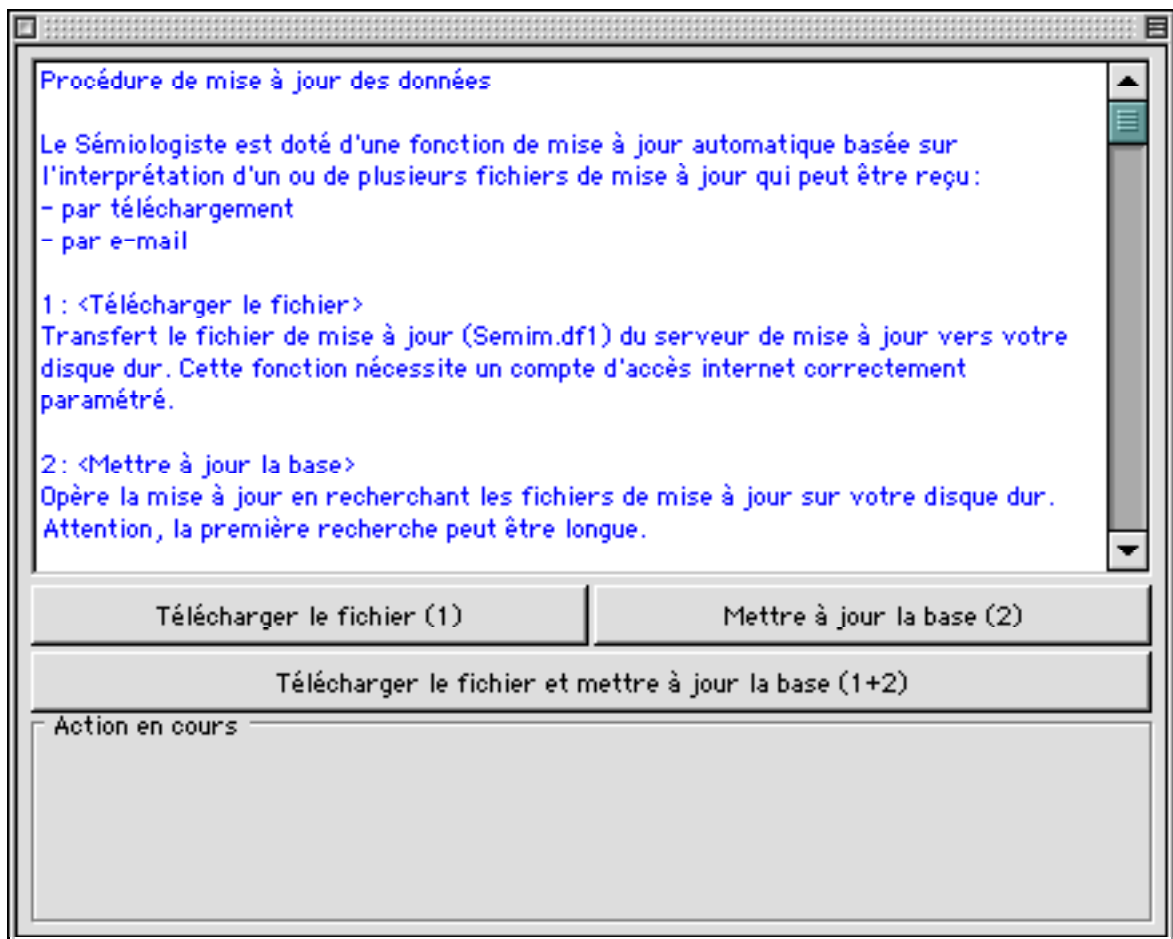 Procédure de mise à jour des données
Le Sémiologiste est doté d'une fonction de mise à jour automatique basée sur
l'interprétation d'un ou de plusieurs fichiers de mise à jour qui peut être reçu :
- par téléchargement
- par e-mail
1 : <Télécharger le fichier>
Transfert le fichier de mise à jour (Semim.df1) du serveur de mise à jour vers votre
disque dur. Cette fonction nécessite un compte d'accès internet correctement
paramétré.
2 : <Mettre à jour la base>
Opère la mise à jour en recherchant les fichiers de mise à jour sur votre disque dur.
Attention, la première recherche peut être longue.
Télécharger le fichier (1)
Mettre à jour la base (2)
Télécharger le fichier et mettre à jour la base (1+2)
Action en cours